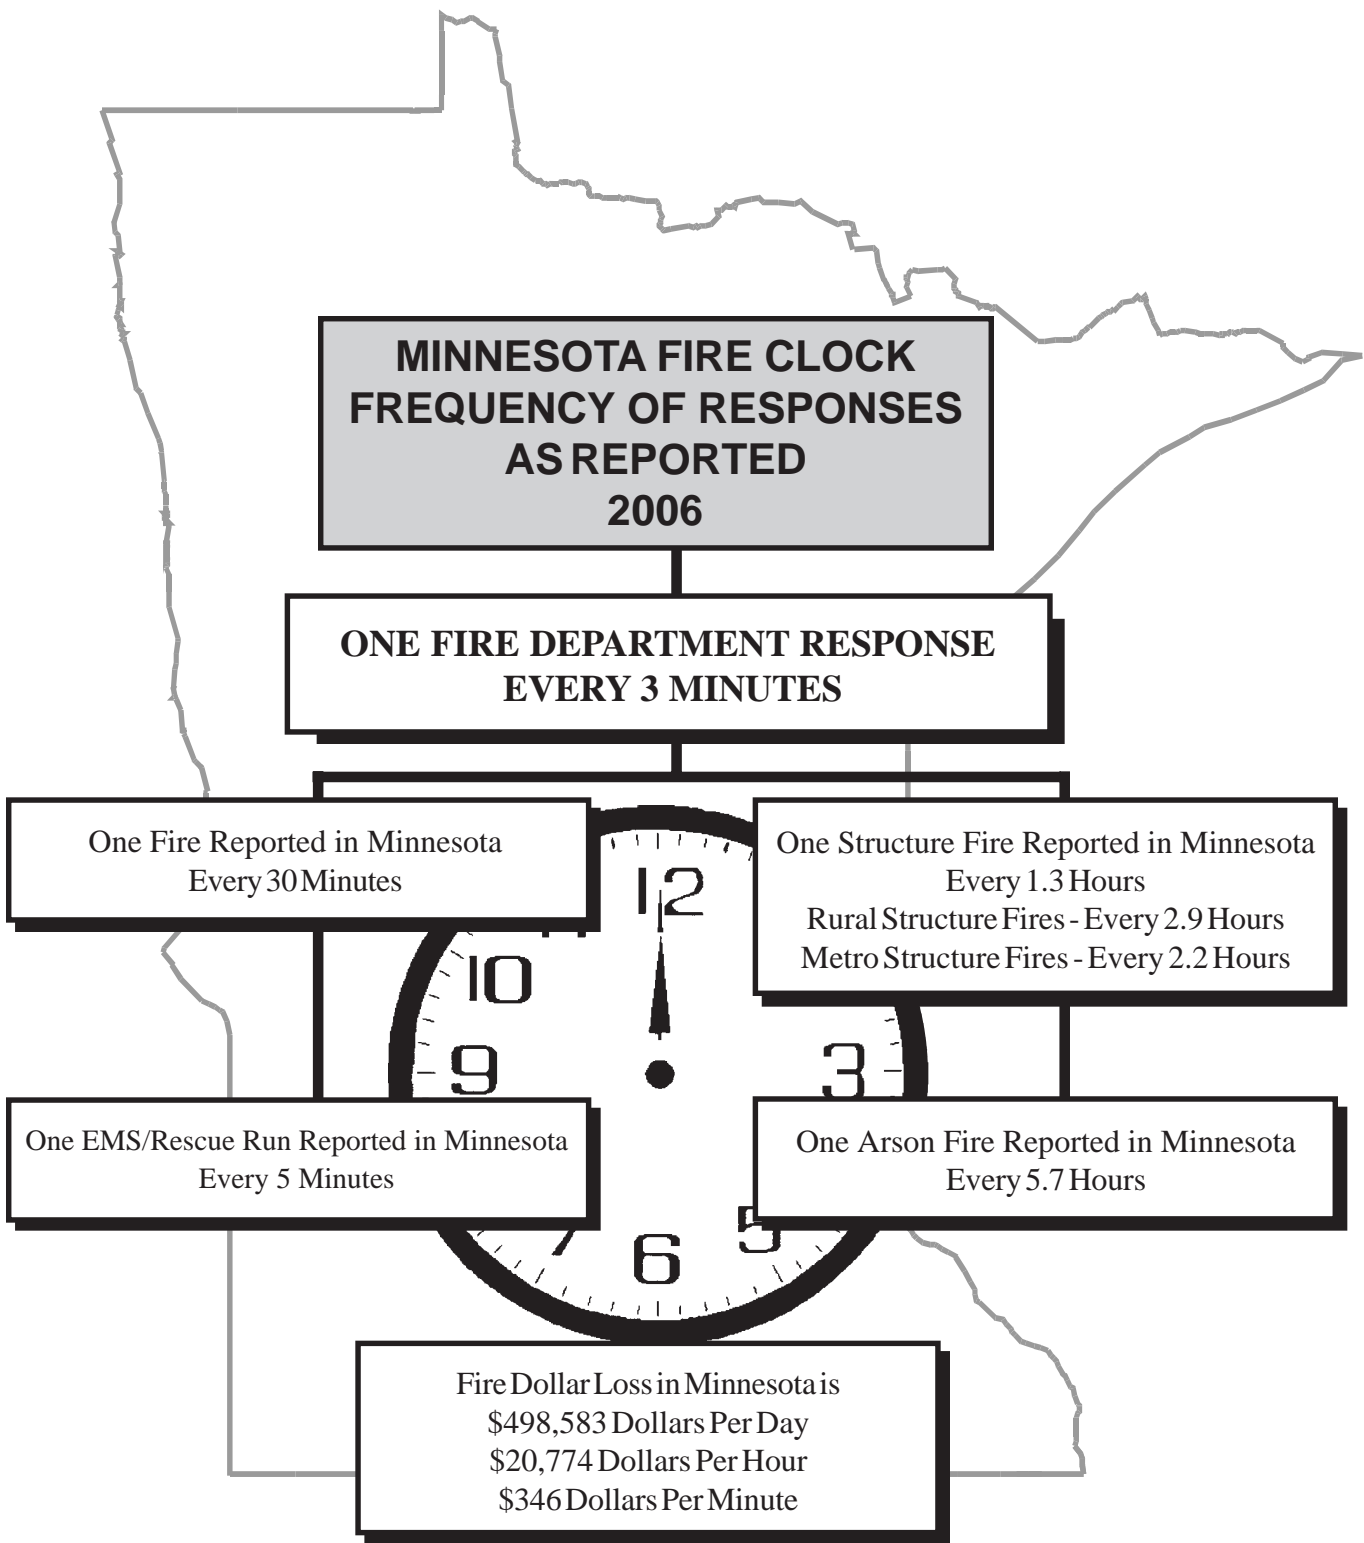 MINNESOTA FIRE CLOCK
FREQUENCY OF RESPONSES
AS REPORTED
2006
ONE FIRE DEPARTMENT RESPONSE
EVERY 3 MINUTES
One Fire Reported in Minnesota
Every 30 Minutes
One Structure Fire Reported in Minnesota
Every 1.3 Hours
Rural Structure Fires - Every 2.9 Hours
Metro Structure Fires - Every 2.2 Hours
12
10
9
3
One EMS/Rescue Run Reported in Minnesota
Every 5 Minutes
One Arson Fire Reported in Minnesota
Every 5.7 Hours
7
6
5
Fire Dollar Loss in Minnesota is
$498,583 Dollars Per Day
$20,774 Dollars Per Hour
$346 Dollars Per Minute